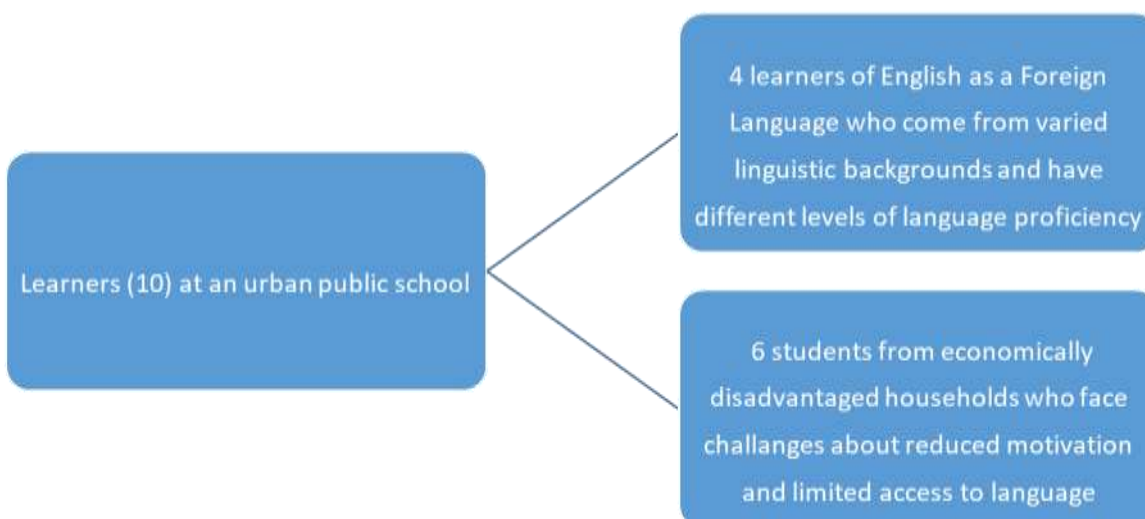 Learners (10) at an urban public school
4 learners of English as a Foreign
Language who come from varied
linguistic backgrounds and have
different levels of language proficiency
6 students from economically
disadvantaged households who face
challanges about reduced motivation
and limited access to language